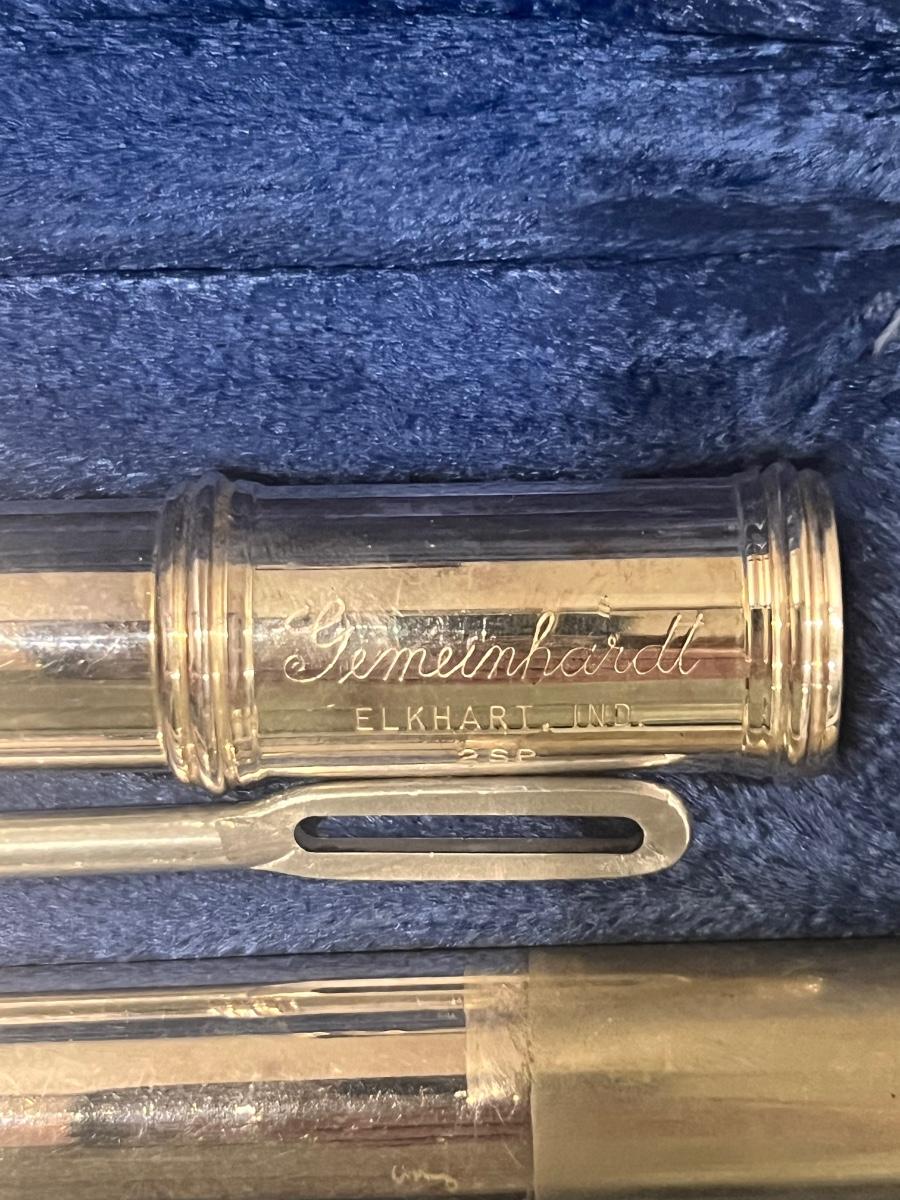 Gemeinhardt
ELKHART, IND.
2SP